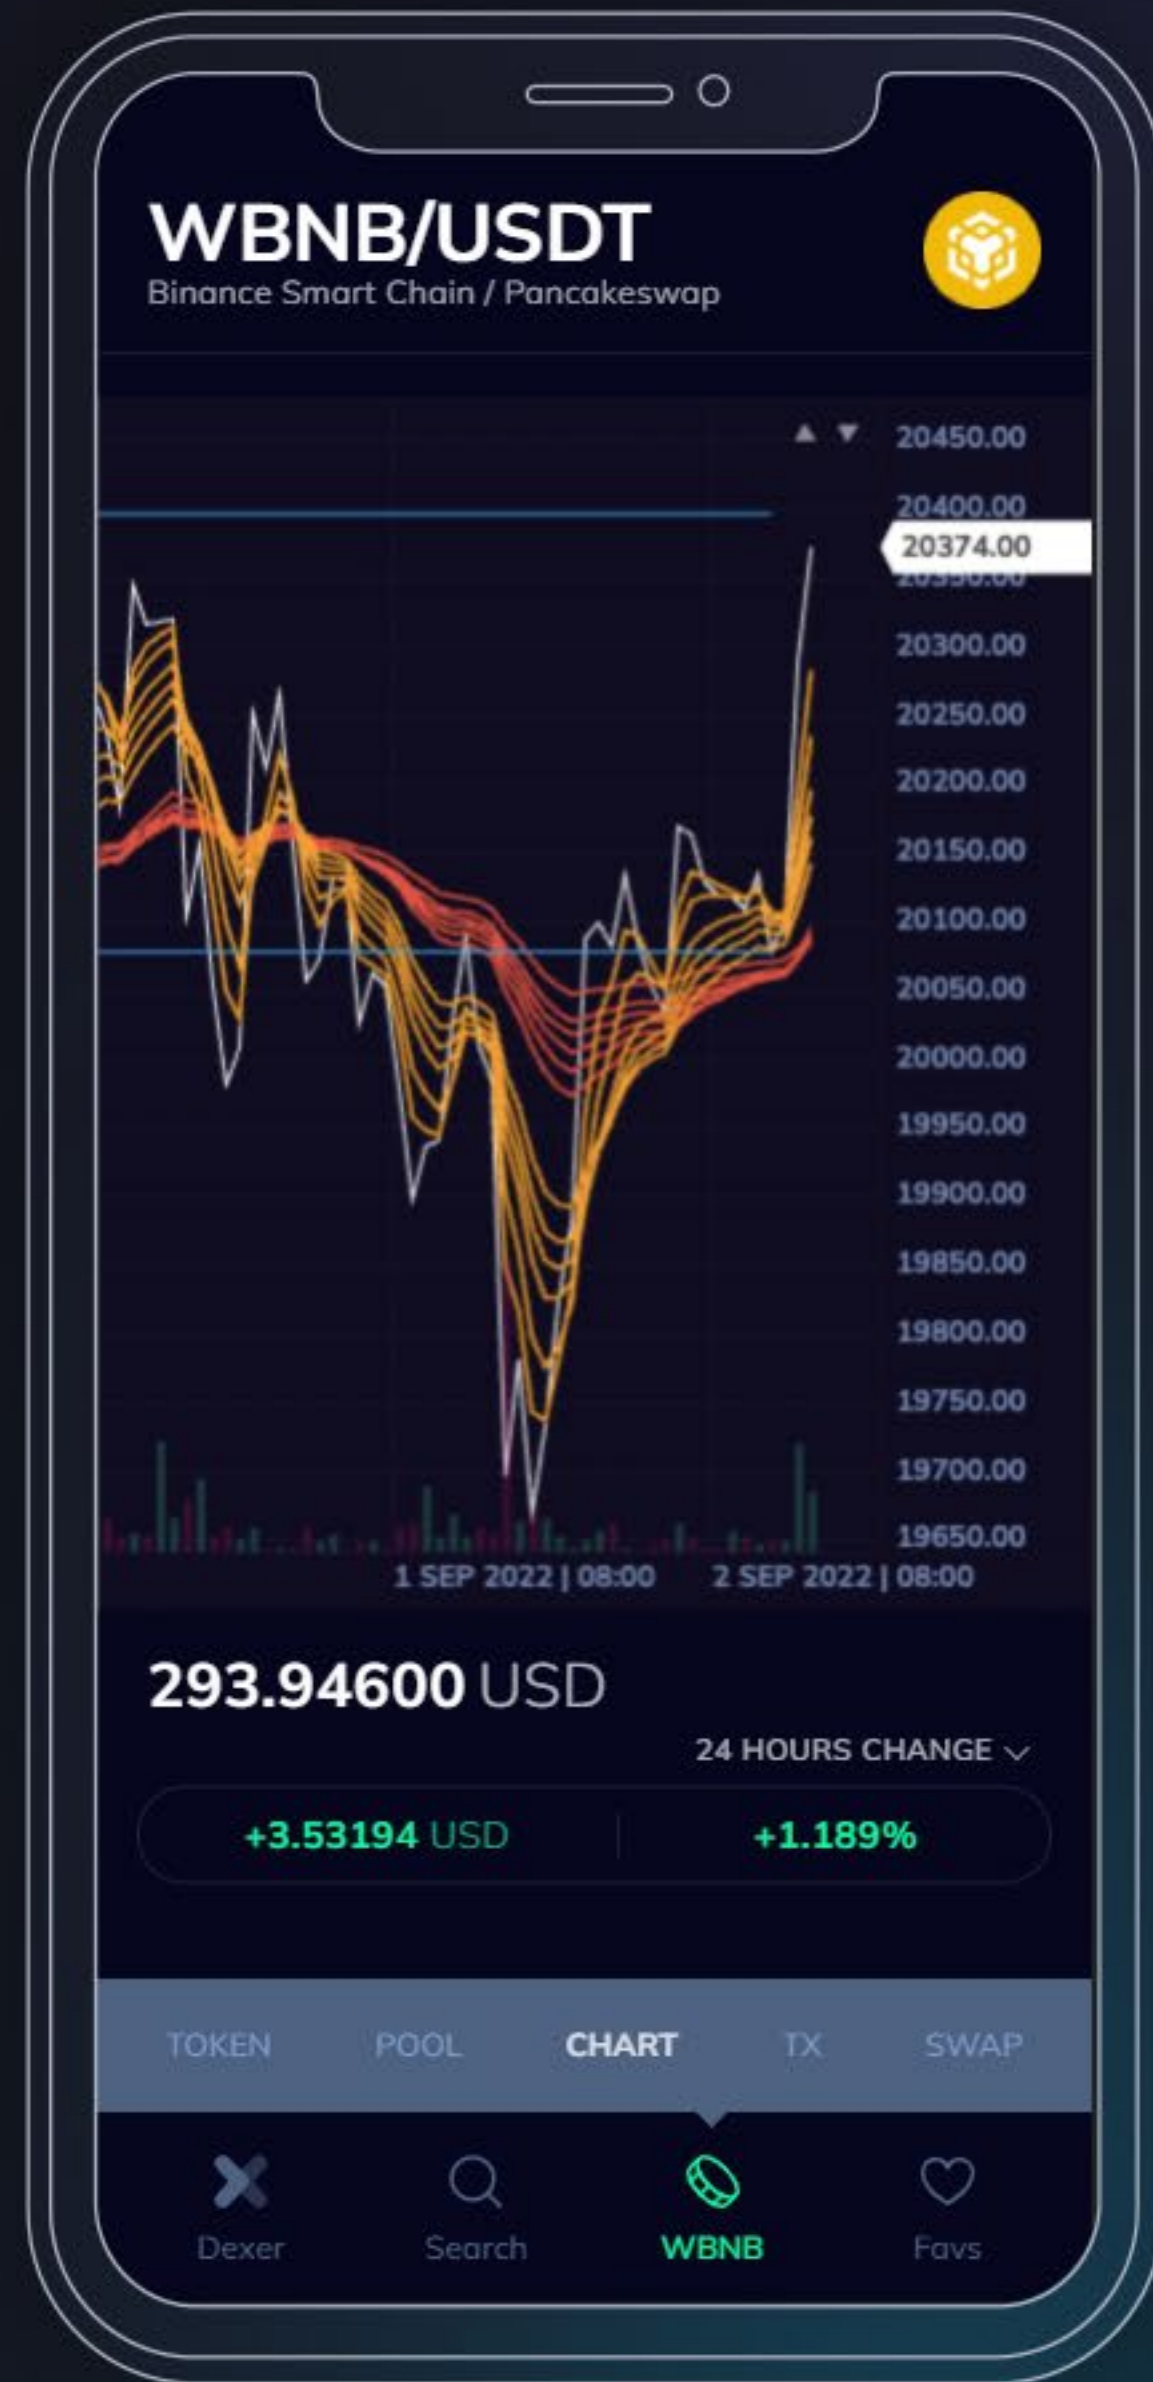 WBNB/USDT
Binance Smart Chain / Pancakeswap
20450.00
20400.00
20374.00
20350.00
20300.00
20250.00
20200.00
20150.00
20100.00
20050.00
20000.00
19950.00
19900.00
19850.00
19800.00
19750.00
19700.00
19650.00
1 SEP 2022 | 08:00 2 SEP 2022 | 08:00
293.94600 USD
24 HOURS CHANGE
+3.53194 USD +1.189%
TOKEN POOL CHART TX SWAP
Dexer Search WBNB Favs